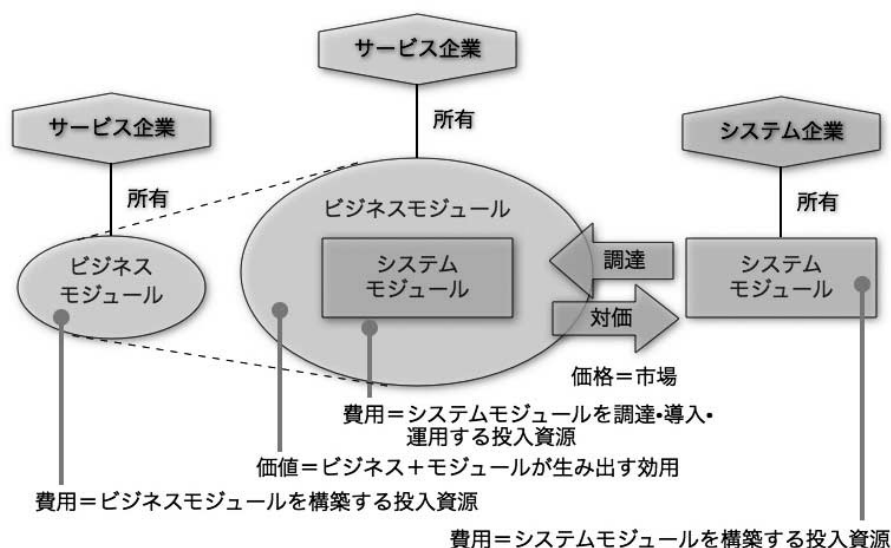 サービス企業
サービス企業
システム企業
所有
所有
所有
ビジネスモジュール
ビジネス
モジュール
システム
モジュール
調達
システム
モジュール
対価
価格＝市場
費用＝システムモジュールを調達・導入・
運用する投入資源
価値＝ビジネス＋モジュールが生み出す効用
費用＝ビジネスモジュールを構築する投入資源
費用＝システムモジュールを構築する投入資源